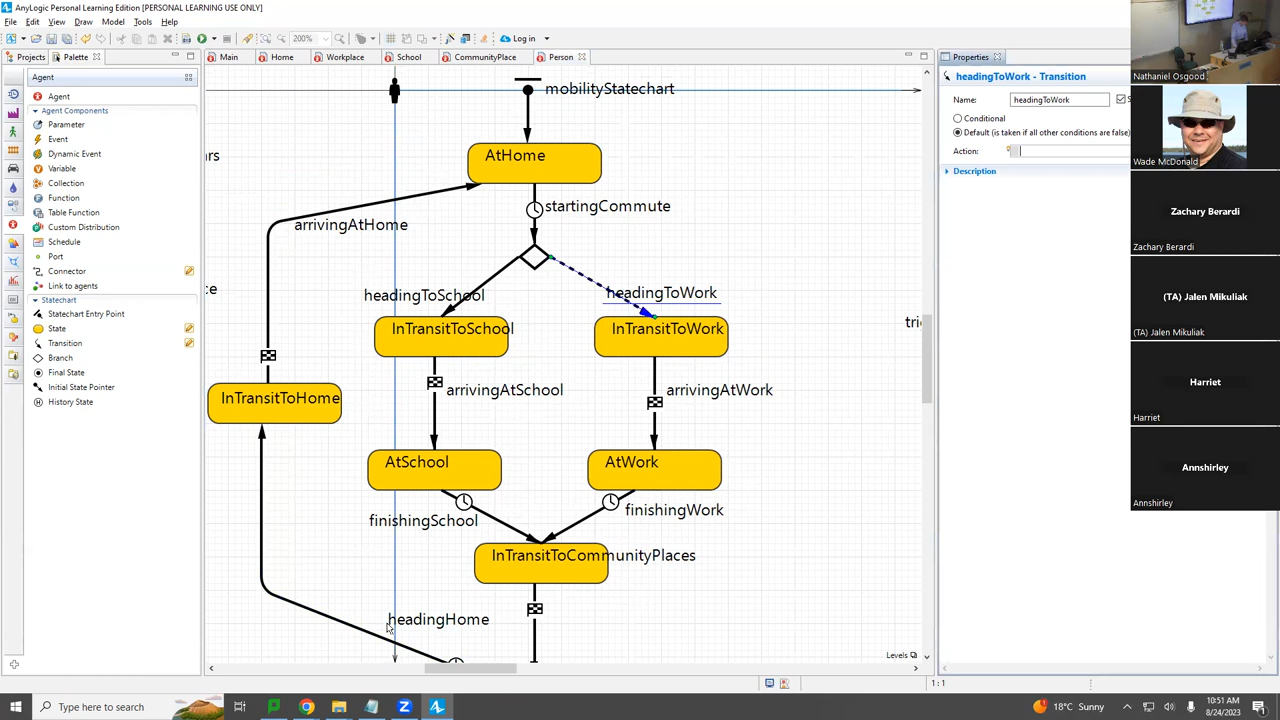 AnyLogic Personal Learning Edition [PERSONAL LEARNING USE ONLY]
File Edit View Draw Model Tools Help
200%
Log in
Projects
Palette
Main
Home
Workplace
School
CommunityPlace
Person
Properties
Agent
Agent
Agent Components
Parameter
Event
Dynamic Event
Variable
Collection
Function
Table Function
Custom Distribution
Schedule
Port
Connector
Link to agents
Statechart
Statechart Entry Point
State
Transition
Branch
Final State
Initial State Pointer
History State
mobilityStatechart
AtHome
startingCommute
arrivingAtHome
headingToSchool
headingToWork
InTransitToSchool
InTransitToWork
arrivingAtSchool
arrivingAtWork
InTransitToHome
AtSchool
AtWork
finishingSchool
finishingWork
InTransitToCommunityPlaces
headingHome
Levels
headingToWork - Transition
Name:
headingToWork
Conditional
Default (is taken if all other conditions are false)
Action:
Description
1 : 1
Nathaniel Osgood
Wade McDonald
Zachary Berardi
Zachary Berardi
(TA) Jalen Mikuliak
(TA) Jalen Mikuliak
Harriet
Harriet
Annshirley
Annshirley
Type here to search
18°C Sunny
10:51 AM
8/24/2023